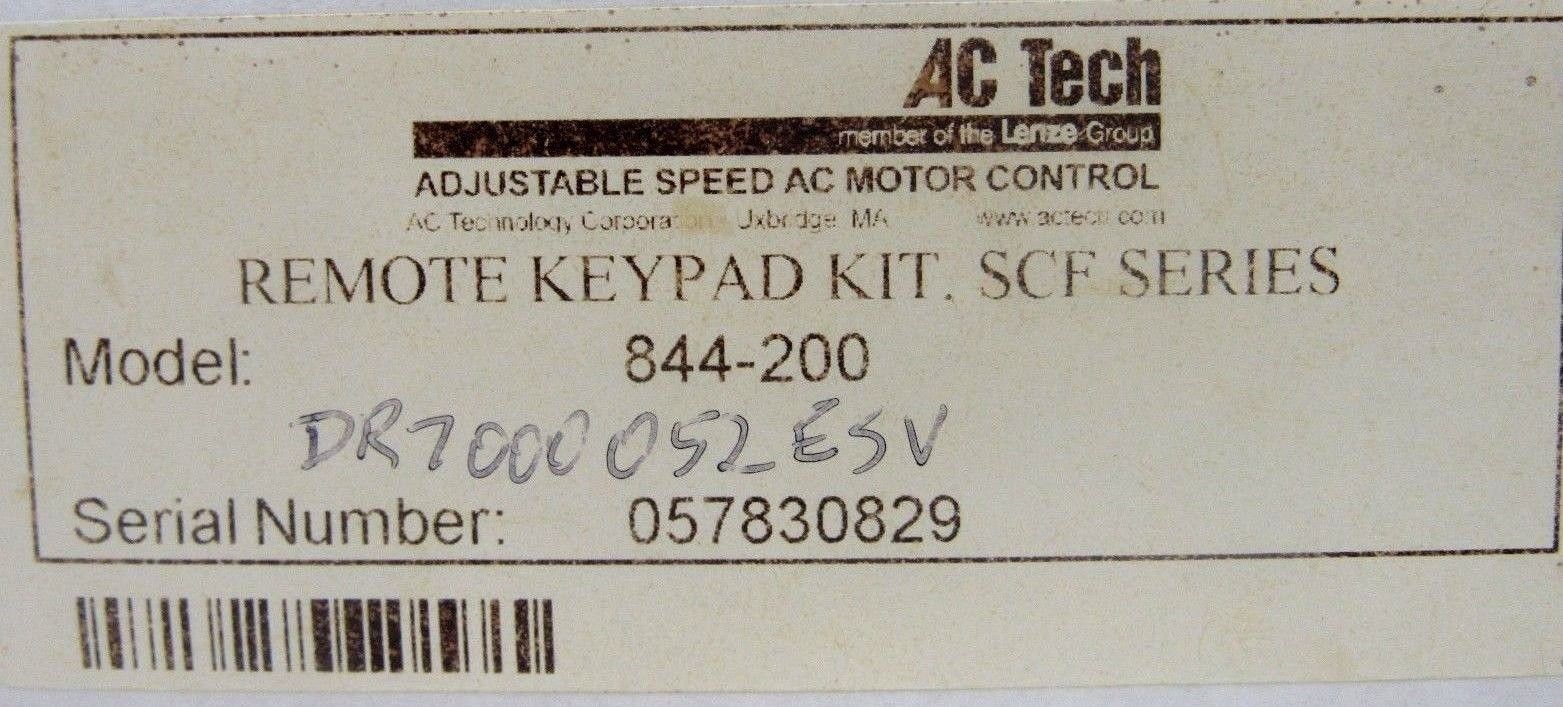 AC Tech
member of the Lenze Group
ADJUSTABLE SPEED AC MOTOR CONTROL
AC Technology Corporation Uxbridge MA www.actech.com
REMOTE KEYPAD KIT. SCF SERIES
Model: 844-200
DR7000052ESV
Serial Number: 057830829